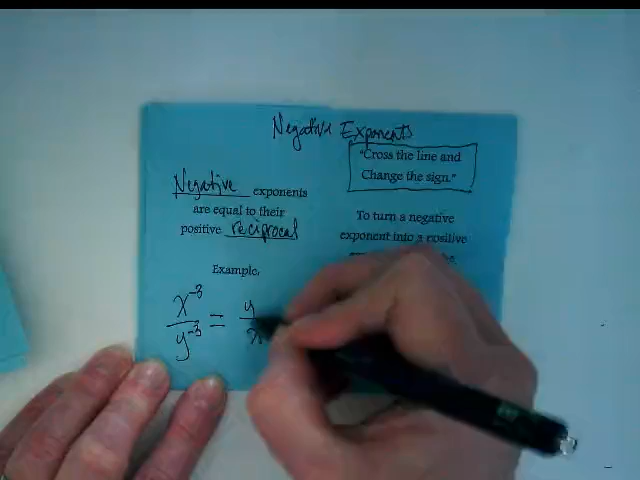 Negative Exponents
"Cross the line and
Change the sign."
Negative exponents
are equal to their
positive reciprocal
To turn a negative
exponent into a positive
Example,
x⁻³/y⁻³ = y/x